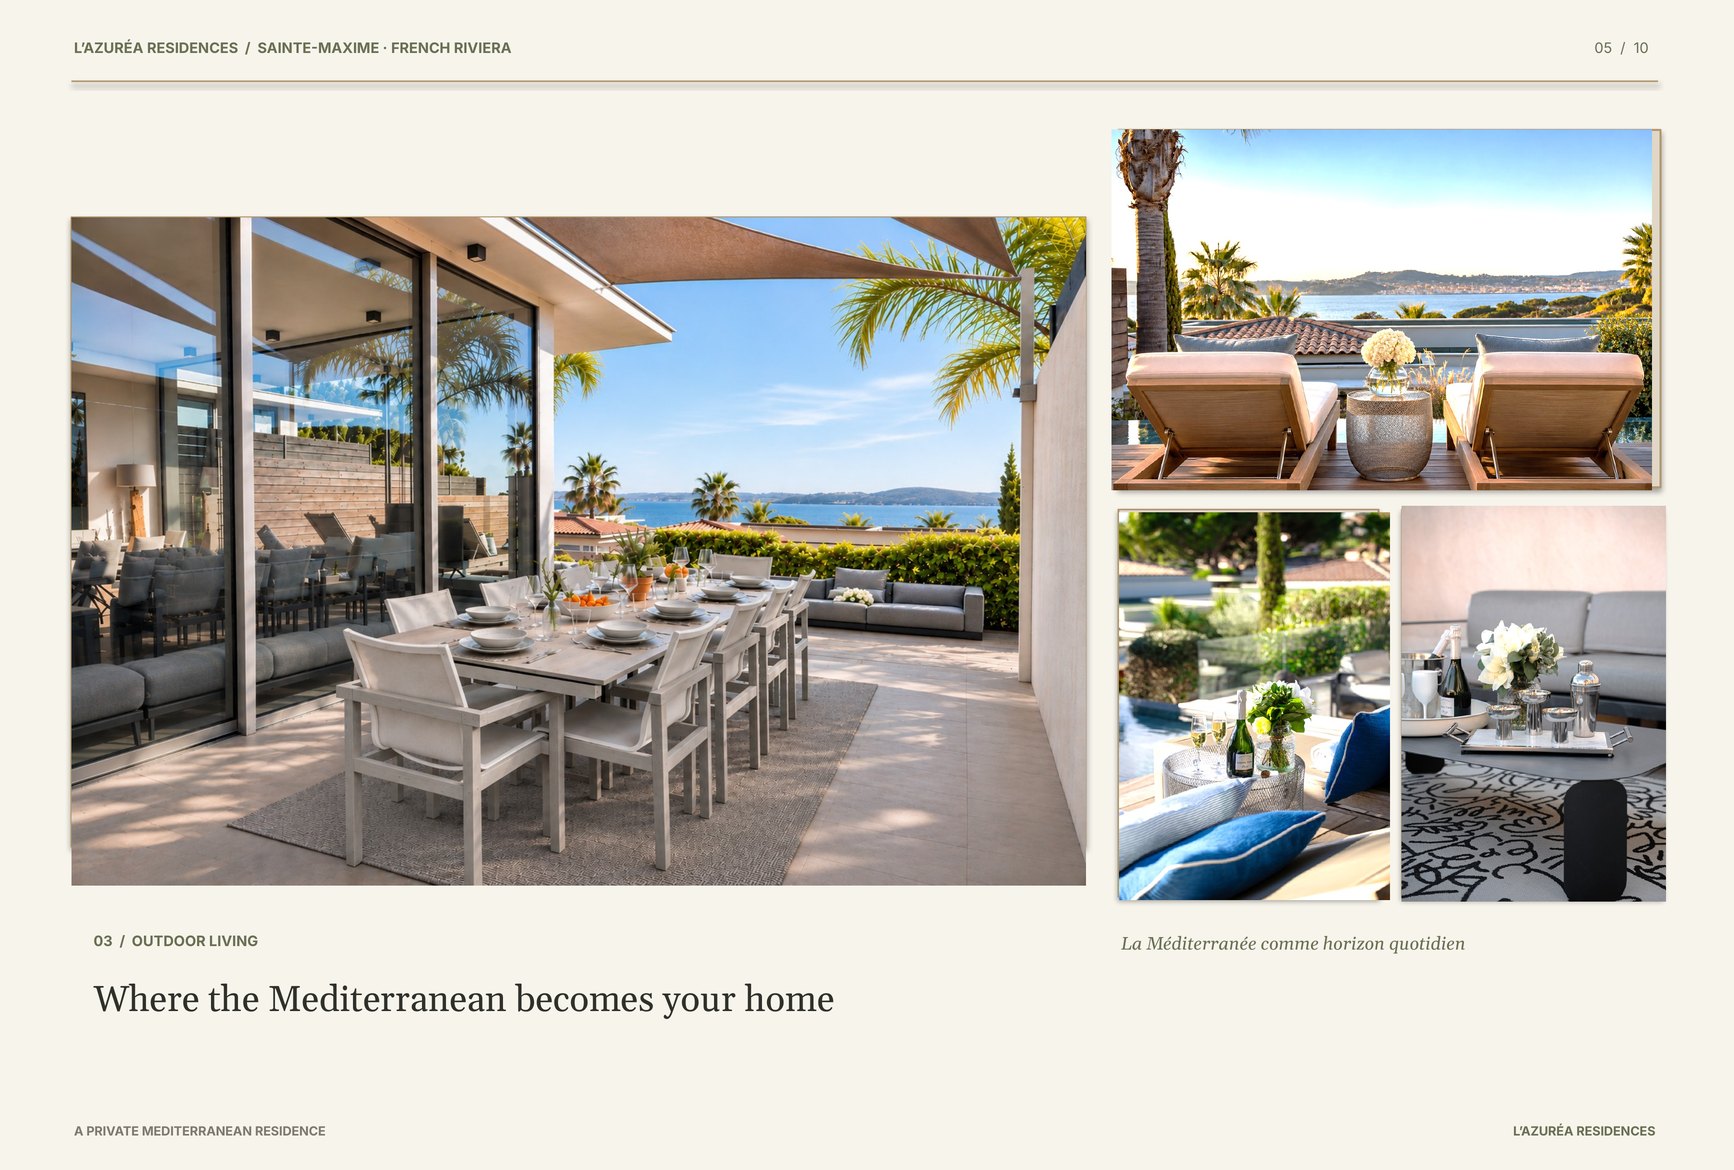 L'AZURÉA RESIDENCES / SAINTE-MAXIME · FRENCH RIVIERA
05 / 10
03 / OUTDOOR LIVING
Where the Mediterranean becomes your home
La Méditerranée comme horizon quotidien
A PRIVATE MEDITERRANEAN RESIDENCE
L'AZURÉA RESIDENCES